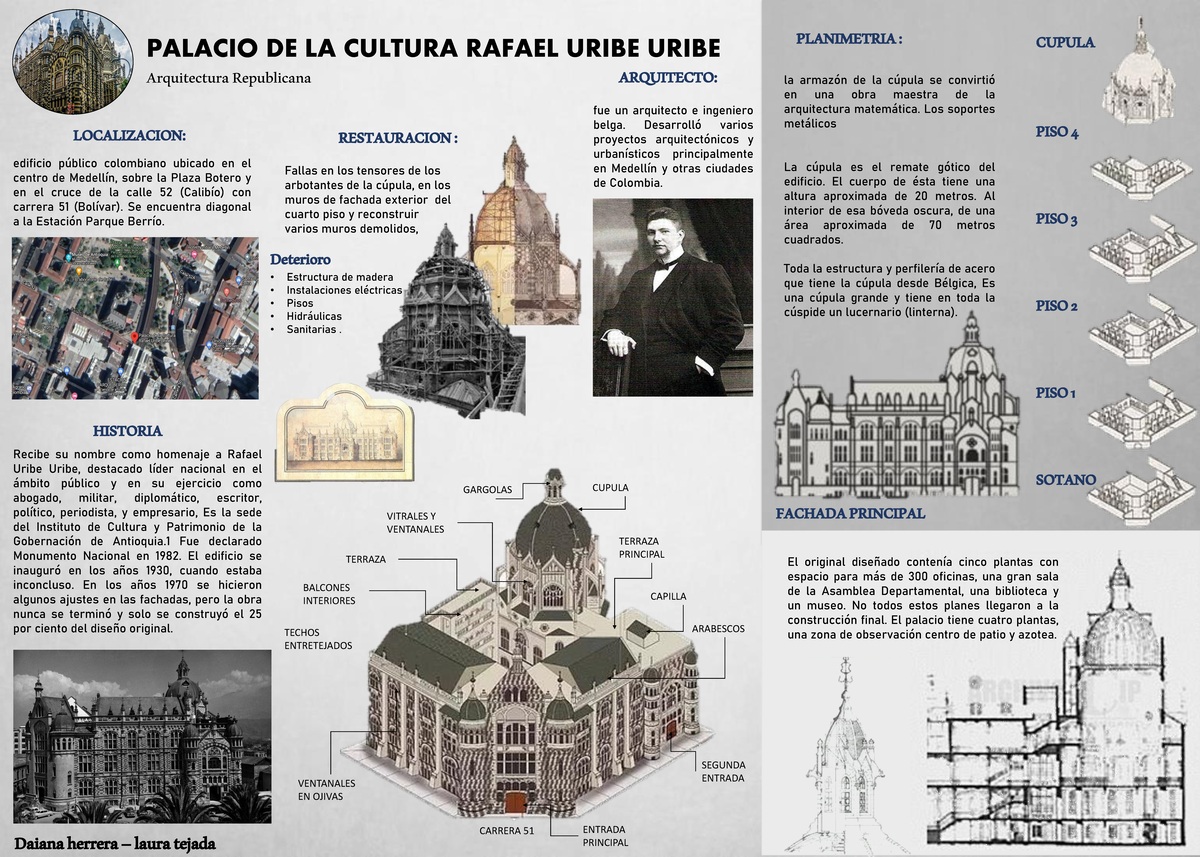 PALACIO DE LA CULTURA RAFAEL URIBE URIBE
Arquitectura Republicana
LOCALIZACION:
edificio público colombiano ubicado en el
centro de Medellín, sobre la Plaza Botero y
en el cruce de la calle 52 (Calibío) con
carrera 51 (Bolívar). Se encuentra diagonal
a la Estación Parque Berrío.
HISTORIA
Recibe su nombre como homenaje a Rafael
Uribe Uribe, destacado líder nacional en el
ámbito público y en su ejercicio como
abogado, militar, diplomático, escritor,
político, periodista, y empresario, Es la sede
del Instituto de Cultura y Patrimonio de la
Gobernación de Antioquia.1 Fue declarado
Monumento Nacional en 1982. El edificio se
inauguró en los años 1930, cuando estaba
inconcluso. En los años 1970 se hicieron
algunos ajustes en las fachadas, pero la obra
nunca se terminó y solo se construyó el 25
por ciento del diseño original.
Daiana herrera – laura tejada
RESTAURACION :
Fallas en los tensores de los
arbotantes de la cúpula, en los
muros de fachada exterior del
cuarto piso y reconstruir
varios muros demolidos,
Deterioro
• Estructura de madera
• Instalaciones eléctricas
• Pisos
• Hidráulicas
• Sanitarias .
ARQUITECTO:
fue un arquitecto e ingeniero
belga. Desarrolló varios
proyectos arquitectónicos y
urbanísticos principalmente
en Medellín y otras ciudades
de Colombia.
GARGOLAS
CUPULA
VITRALES Y
VENTANALES
TERRAZA
PRINCIPAL
TERRAZA
BALCONES
INTERIORES
CAPILLA
ARABESCOS
TECHOS
ENTRETEJADOS
SEGUNDA
ENTRADA
VENTANALES
EN OJIVAS
CARRERA 51
ENTRADA
PRINCIPAL
PLANIMETRIA :
la armazón de la cúpula se convirtió
en una obra maestra de la
arquitectura matemática. Los soportes
metálicos
La cúpula es el remate gótico del
edificio. El cuerpo de ésta tiene una
altura aproximada de 20 metros. Al
interior de esa bóveda oscura, de una
área aproximada de 70 metros
cuadrados.
Toda la estructura y perfilería de acero
que tiene la cúpula desde Bélgica, Es
una cúpula grande y tiene en toda la
cúspide un lucernario (linterna).
FACHADA PRINCIPAL
CUPULA
PISO 4
PISO 3
PISO 2
PISO 1
SOTANO
El original diseñado contenía cinco plantas con
espacio para más de 300 oficinas, una gran sala
de la Asamblea Departamental, una biblioteca y
un museo. No todos estos planes llegaron a la
construcción final. El palacio tiene cuatro plantas,
una zona de observación centro de patio y azotea.